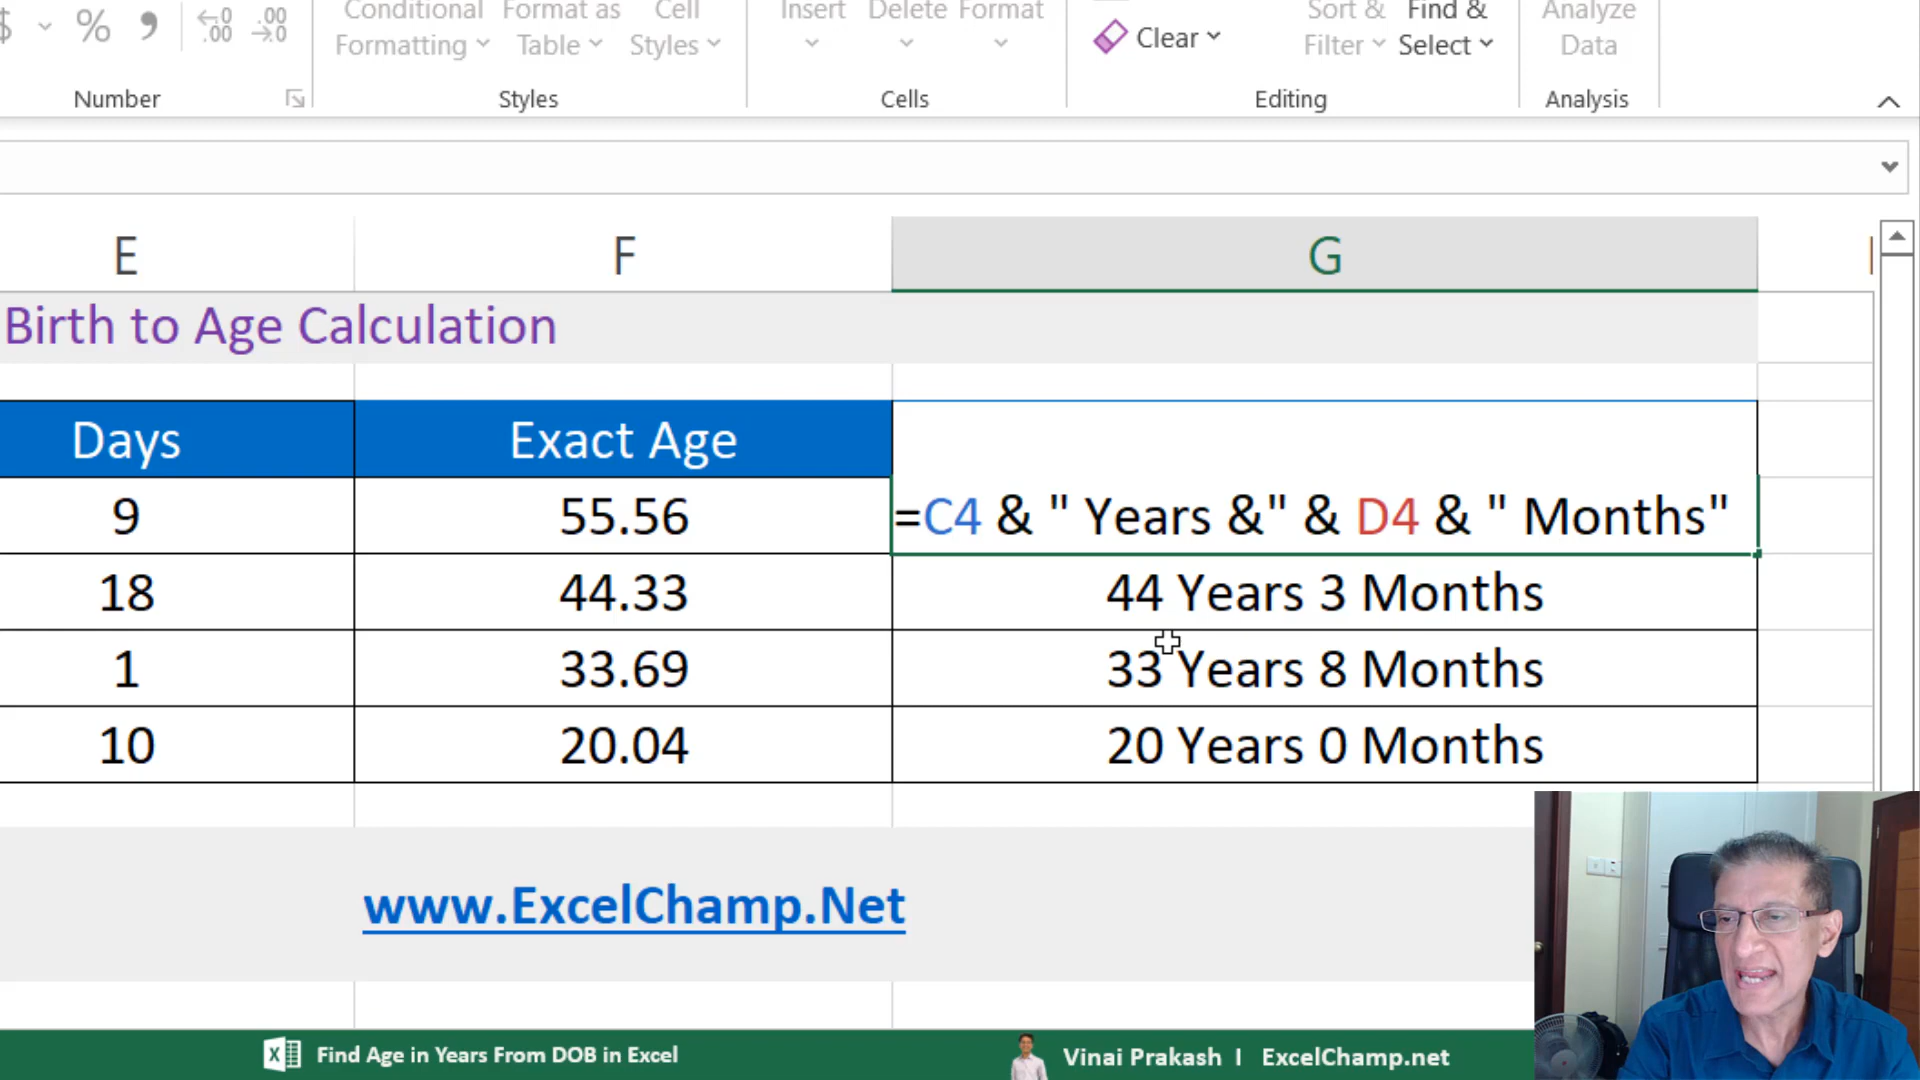 $ % , .00 .00
Conditional Formatting
Format as Table
Cell Styles
Insert
Delete
Format
Clear
Sort & Filter
Find & Select
Analyze Data
Number
Styles
Cells
Editing
Analysis
E F G
Birth to Age Calculation
Days Exact Age
9 55.56 =C4 & " Years &" & D4 & " Months"
18 44.33 44 Years 3 Months
1 33.69 33 Years 8 Months
10 20.04 20 Years 0 Months
www.ExcelChamp.Net
Find Age in Years From DOB in Excel
Vinai Prakash I ExcelChamp.net